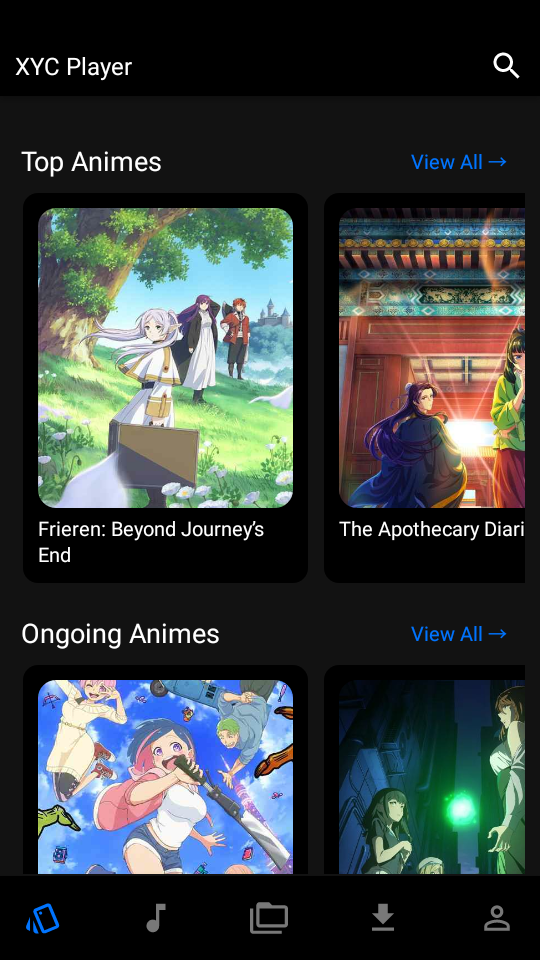 XYC Player
Top Animes
View All →
Frieren: Beyond Journey’s
End
The Apothecary Diari
Ongoing Animes
View All →